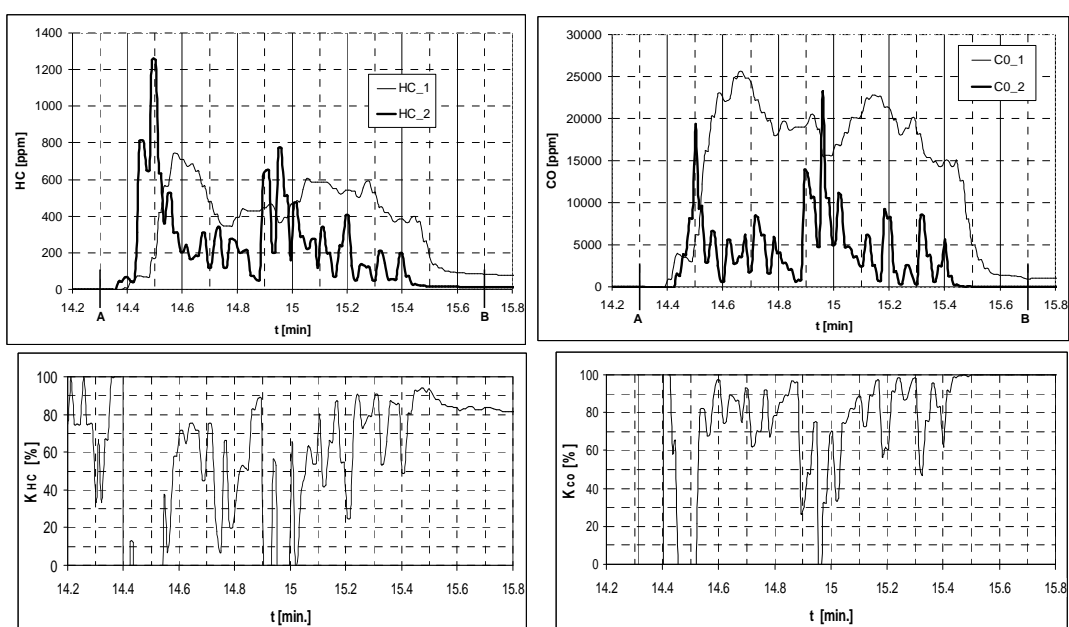 1400
1200
1000
800
600
400
200
0
HC [ppm]
HC_1
HC_2
14.2 14.4 14.6 14.8 15 15.2 15.4 15.6 15.8
A B
t [min]
30000
25000
20000
15000
10000
5000
0
CO [ppm]
C0_1
C0_2
14.2 14.4 14.6 14.8 15 15.2 15.4 15.6 15.8
A B
t [min]
100
80
60
40
20
0
K HC [%]
14.2 14.4 14.6 14.8 15 15.2 15.4 15.6 15.8
t [min.]
100
80
60
40
20
0
K co [%]
14.2 14.4 14.6 14.8 15 15.2 15.4 15.6 15.8
t [min.]